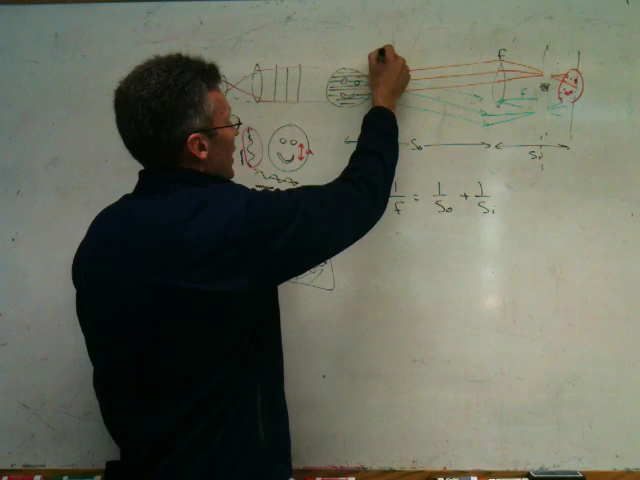 f
f
So
Si
1/f = 1/So + 1/Si